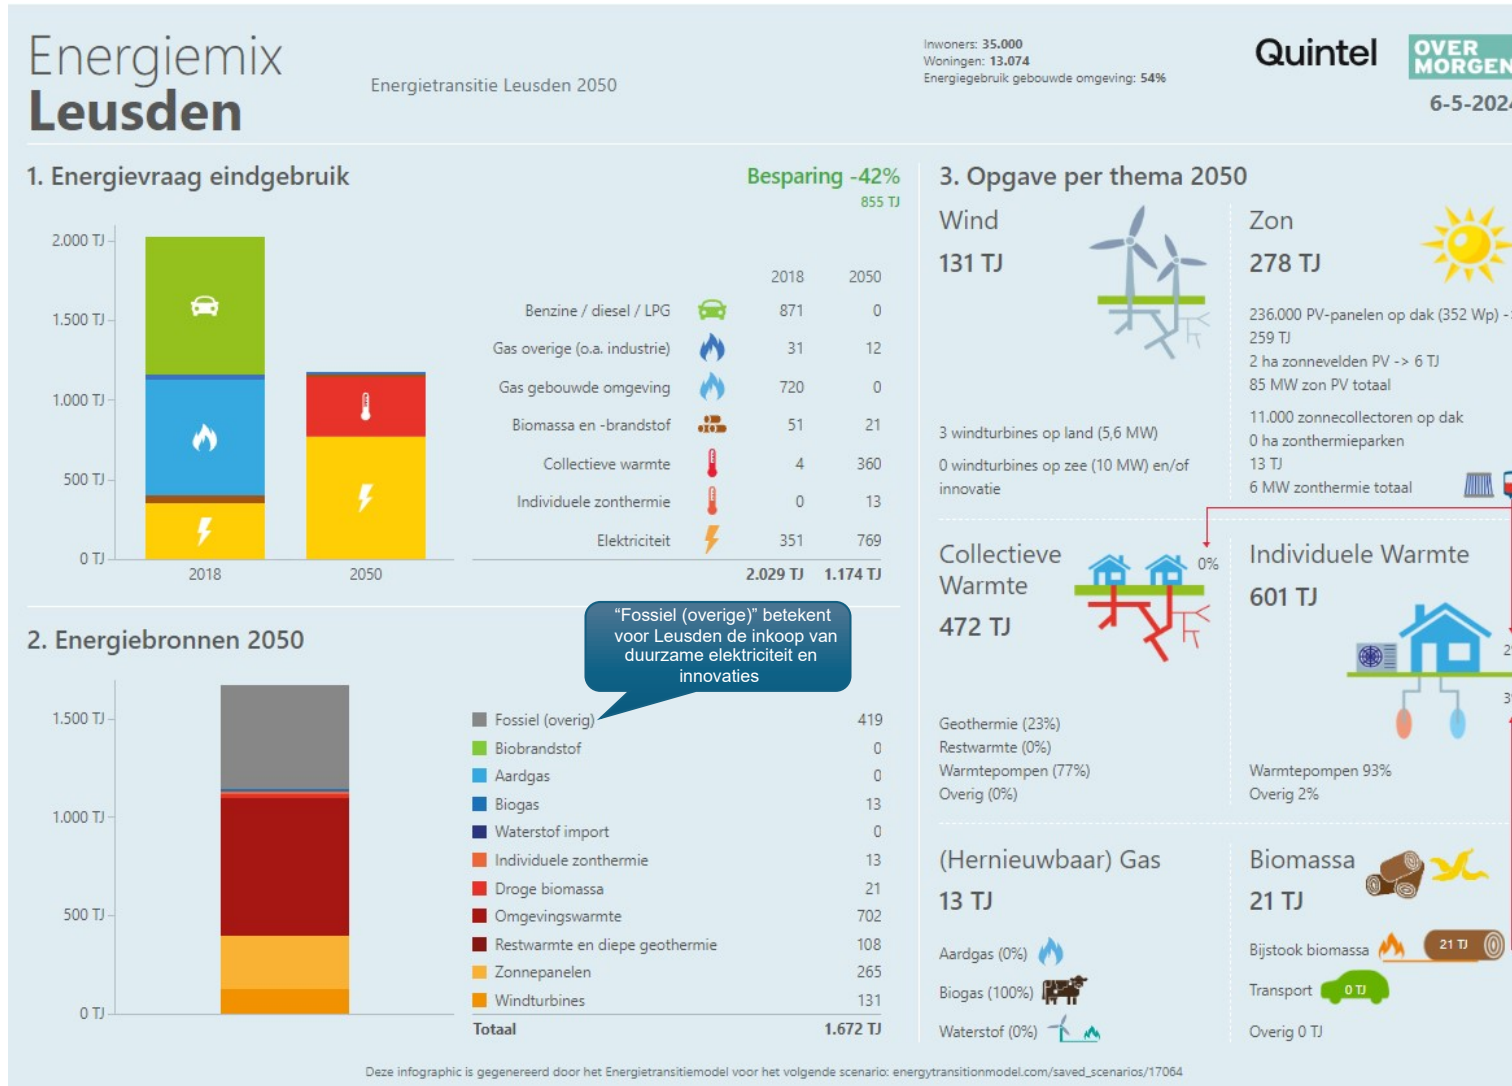 Energiemix
Leusden
Energietransitie Leusden 2050
Inwoners: 35.000
Woningen: 13.074
Energiegebruik gebouwde omgeving: 54%
Quintel
OVER
MORGEN
6-5-2024
1. Energievraag eindgebruik
Besparing -42%
855 TJ
2.000 TJ
1.500 TJ
1.000 TJ
500 TJ
0 TJ
2018
2050
2018 2050
Benzine / diesel / LPG 871 0
Gas overige (o.a. industrie) 31 12
Gas gebouwde omgeving 720 0
Biomassa en -brandstof 51 21
Collectieve warmte 4 360
Individuele zonthermie 0 13
Elektriciteit 351 769
2.029 TJ 1.174 TJ
2. Energiebronnen 2050
"Fossiel (overige)" betekent
voor Leusden de inkoop van
duurzame elektriciteit en
innovaties
1.500 TJ
1.000 TJ
500 TJ
0 TJ
Fossiel (overig) 419
Biobrandstof 0
Aardgas 0
Biogas 13
Waterstof import 0
Individuele zonthermie 13
Droge biomassa 21
Omgevingswarmte 702
Restwarmte en diepe geothermie 108
Zonnepanelen 265
Windturbines 131
Totaal 1.672 TJ
3. Opgave per thema 2050
Wind
131 TJ
3 windturbines op land (5,6 MW)
0 windturbines op zee (10 MW) en/of
innovatie
Zon
278 TJ
236.000 PV-panelen op dak (352 Wp) -
259 TJ
2 ha zonnevelden PV -> 6 TJ
85 MW zon PV totaal
11.000 zonnecollectoren op dak
0 ha zonthermieparken
13 TJ
6 MW zonthermie totaal
Collectieve
Warmte
472 TJ
0%
Geothermie (23%)
Restwarmte (0%)
Warmtepompen (77%)
Overig (0%)
Individuele Warmte
601 TJ
Warmtepompen 93%
Overig 2%
(Hernieuwbaar) Gas
13 TJ
Aardgas (0%)
Biogas (100%)
Waterstof (0%)
Biomassa
21 TJ
Bijstook biomassa 21 TJ
Transport 0 TJ
Overig 0 TJ
Deze infographic is gegenereerd door het Energietransitiemodel voor het volgende scenario: energytransitionmodel.com/saved_scenarios/17064